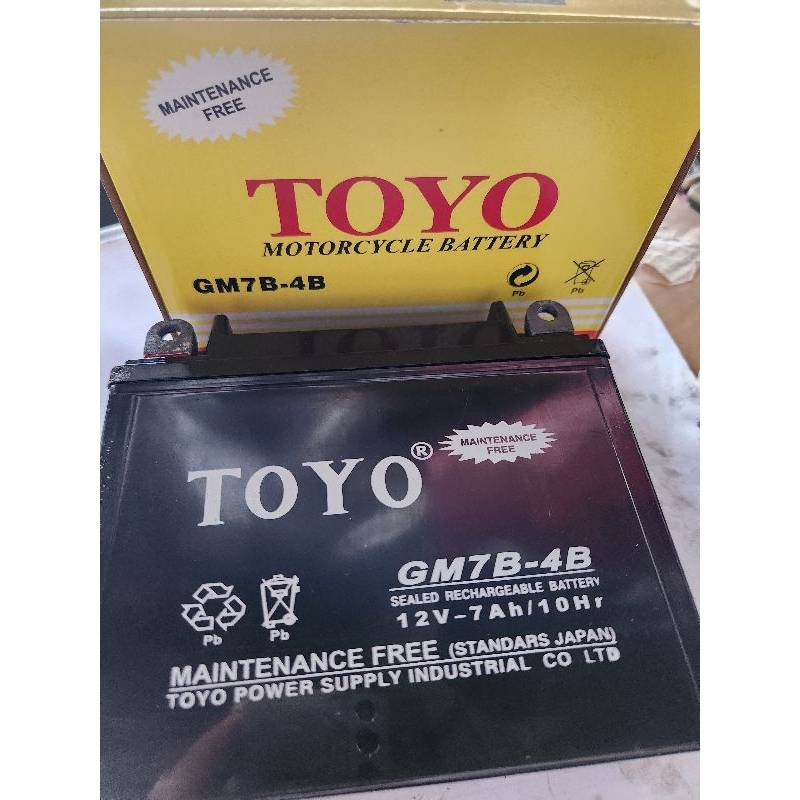 MAINTENANCE
FREE
TOYO
MOTORCYCLE BATTERY
GM7B-4B
Pb
Pb
TOYO®
MAINTENANCE
FREE
GM7B-4B
SEALED RECHARGEABLE BATTERY
12V-7Ah/10Hr
Pb
Pb
MAINTENANCE FREE (STANDARS JAPAN)
TOYO POWER SUPPLY INDUSTRIAL CO LTD